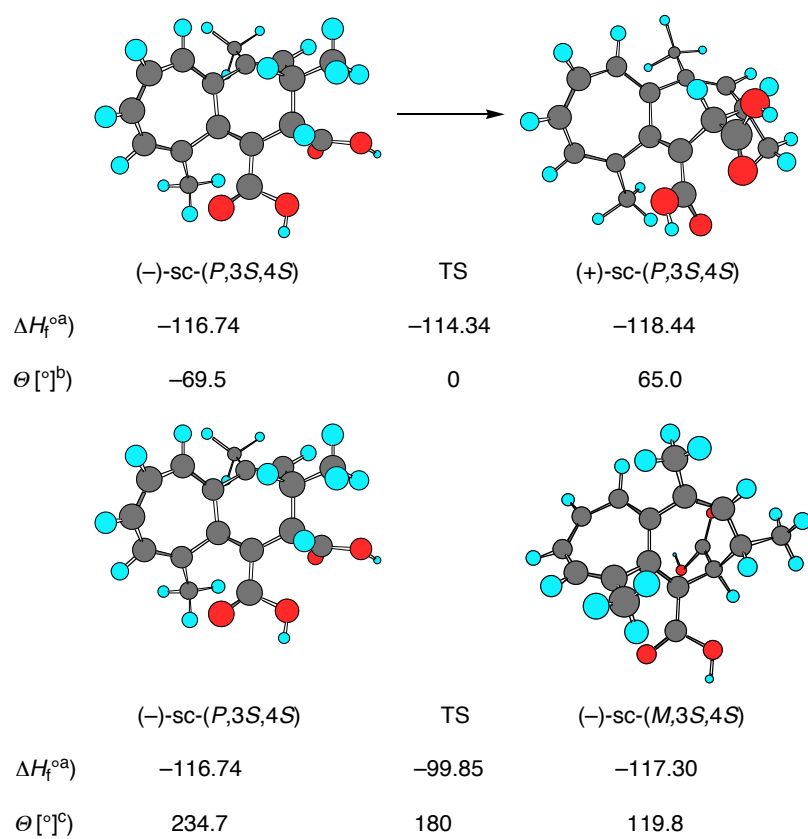 (–)-sc-(P,3S,4S) TS (+)-sc-(P,3S,4S)
ΔHf°a) –116.74 –114.34 –118.44
Θ [°]b) –69.5 0 65.0
(–)-sc-(P,3S,4S) TS (–)-sc-(M,3S,4S)
ΔHf°a) –116.74 –99.85 –117.30
Θ [°]c) 234.7 180 119.8